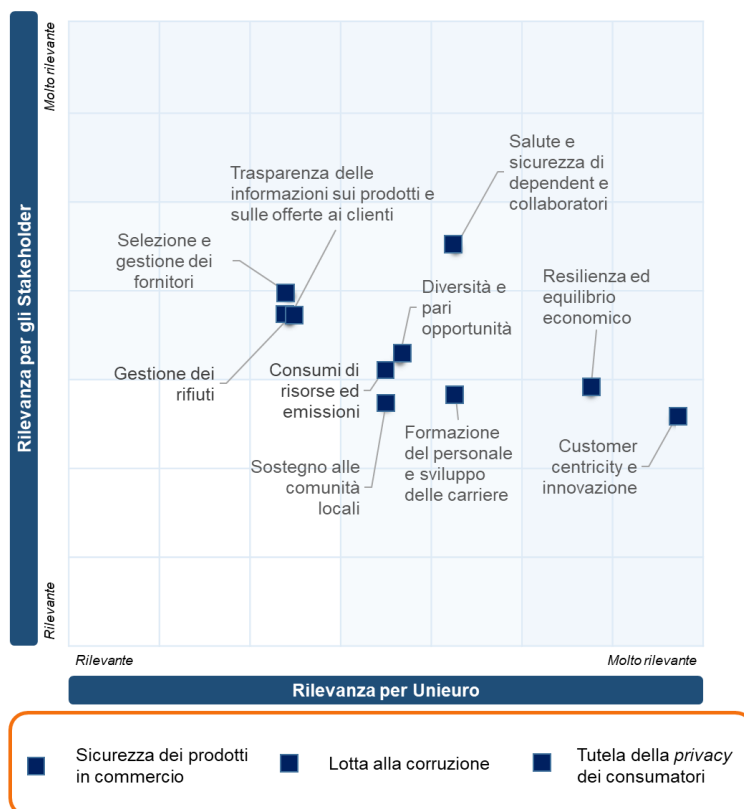 Rilevanza per gli Stakeholder
Molto rilevante
Rilevante
Salute e
sicurezza di
dependent e
collaboratori
Trasparenza delle
informazioni sui prodotti e
sulle offerte ai clienti
Selezione e
gestione dei
fornitori
Diversità e
pari
opportunità
Resilienza ed
equilibrio
economico
Gestione dei
rifiuti
Consumi di
risorse ed
emissioni
Formazione
del personale
e sviluppo
delle carriere
Customer
centricity e
innovazione
Sostegno alle
comunità
locali
Rilevante
Molto rilevante
Rilevanza per Unieuro
Sicurezza dei prodotti
in commercio
Lotta alla corruzione
Tutela della privacy
dei consumatori